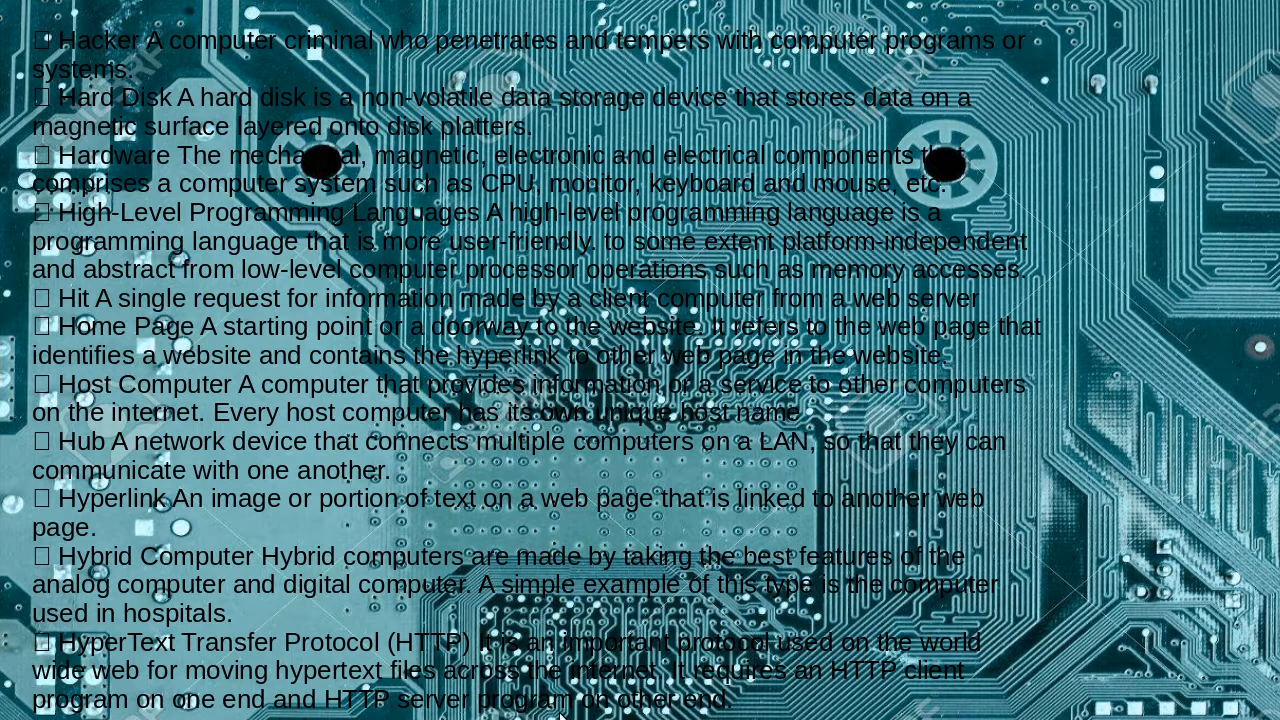 Hacker A computer criminal who penetrates and tempers with computer programs or
systems.
Hard Disk A hard disk is a non-volatile data storage device that stores data on a
magnetic surface layered onto disk platters.
Hardware The mechanical, magnetic, electronic and electrical components that
comprises a computer system such as CPU, monitor, keyboard and mouse, etc.
High-Level Programming Languages A high-level programming language is a
programming language that is more user-friendly. to some extent platform-independent
and abstract from low-level computer processor operations such as memory accesses.
Hit A single request for information made by a client computer from a web server
Home Page A starting point or a doorway to the website. It refers to the web page that
identifies a website and contains the hyperlink to other web page in the website.
Host Computer A computer that provides information or a service to other computers
on the internet. Every host computer has its own unique host name.
Hub A network device that connects multiple computers on a LAN, so that they can
communicate with one another.
Hyperlink An image or portion of text on a web page that is linked to another web
page.
Hybrid Computer Hybrid computers are made by taking the best features of the
analog computer and digital computer. A simple example of this type is the computer
used in hospitals.
HyperText Transfer Protocol (HTTP) It is an important protocol used on the world
wide web for moving hypertext files across the internet. It requires an HTTP client
program on one end and HTTP server program on other end.